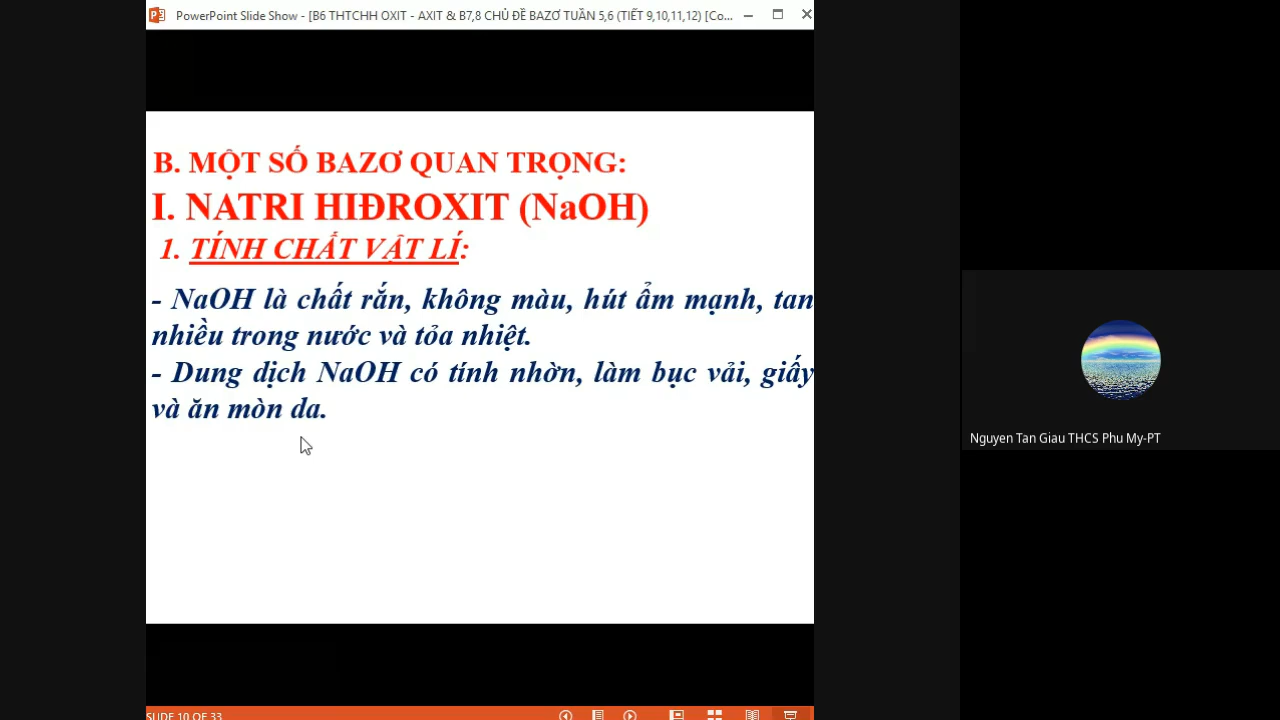 PowerPoint Slide Show - [B6 THTCHH OXIT - AXIT & B7,8 CHỦ ĐỀ BAZƠ TUẦN 5,6 (TIẾT 9,10,11,12) [Co...
B. MỘT SỐ BAZƠ QUAN TRỌNG:
I. NATRI HIĐROXIT (NaOH)
1. TÍNH CHẤT VẬT LÍ:
- NaOH là chất rắn, không màu, hút ẩm mạnh, tan
nhiều trong nước và tỏa nhiệt.
- Dung dịch NaOH có tính nhờn, làm bục vải, giấy
và ăn mòn da.
Nguyen Tan Giau THCS Phu My-PT
SLIDE 10 OF 33